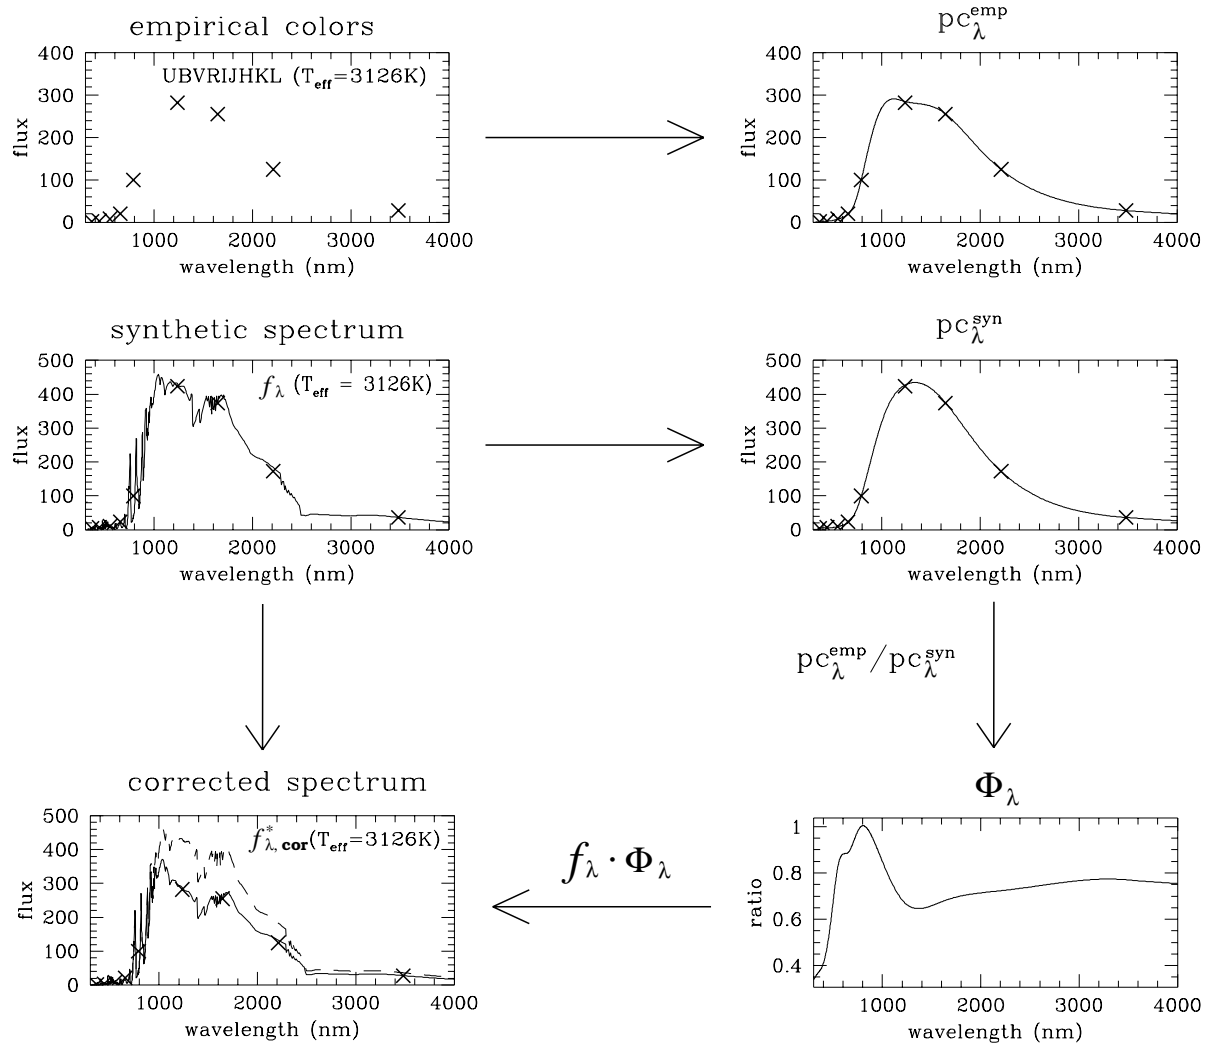 empirical colors
UBVRIJHKL (T_eff=3126K)
flux
400
300
200
100
0
1000 2000 3000 4000
wavelength (nm)
pc_λ^emp
flux
400
300
200
100
0
1000 2000 3000 4000
wavelength (nm)
synthetic spectrum
f_λ (T_eff = 3126K)
flux
500
400
300
200
100
0
1000 2000 3000 4000
wavelength (nm)
pc_λ^syn
flux
500
400
300
200
100
0
1000 2000 3000 4000
wavelength (nm)
pc_λ^emp/pc_λ^syn
corrected spectrum
f*_λ,cor(T_eff=3126K)
flux
500
400
300
200
100
0
1000 2000 3000 4000
wavelength (nm)
f_λ · Φ_λ
Φ_λ
ratio
1
0.8
0.6
0.4
1000 2000 3000 4000
wavelength (nm)